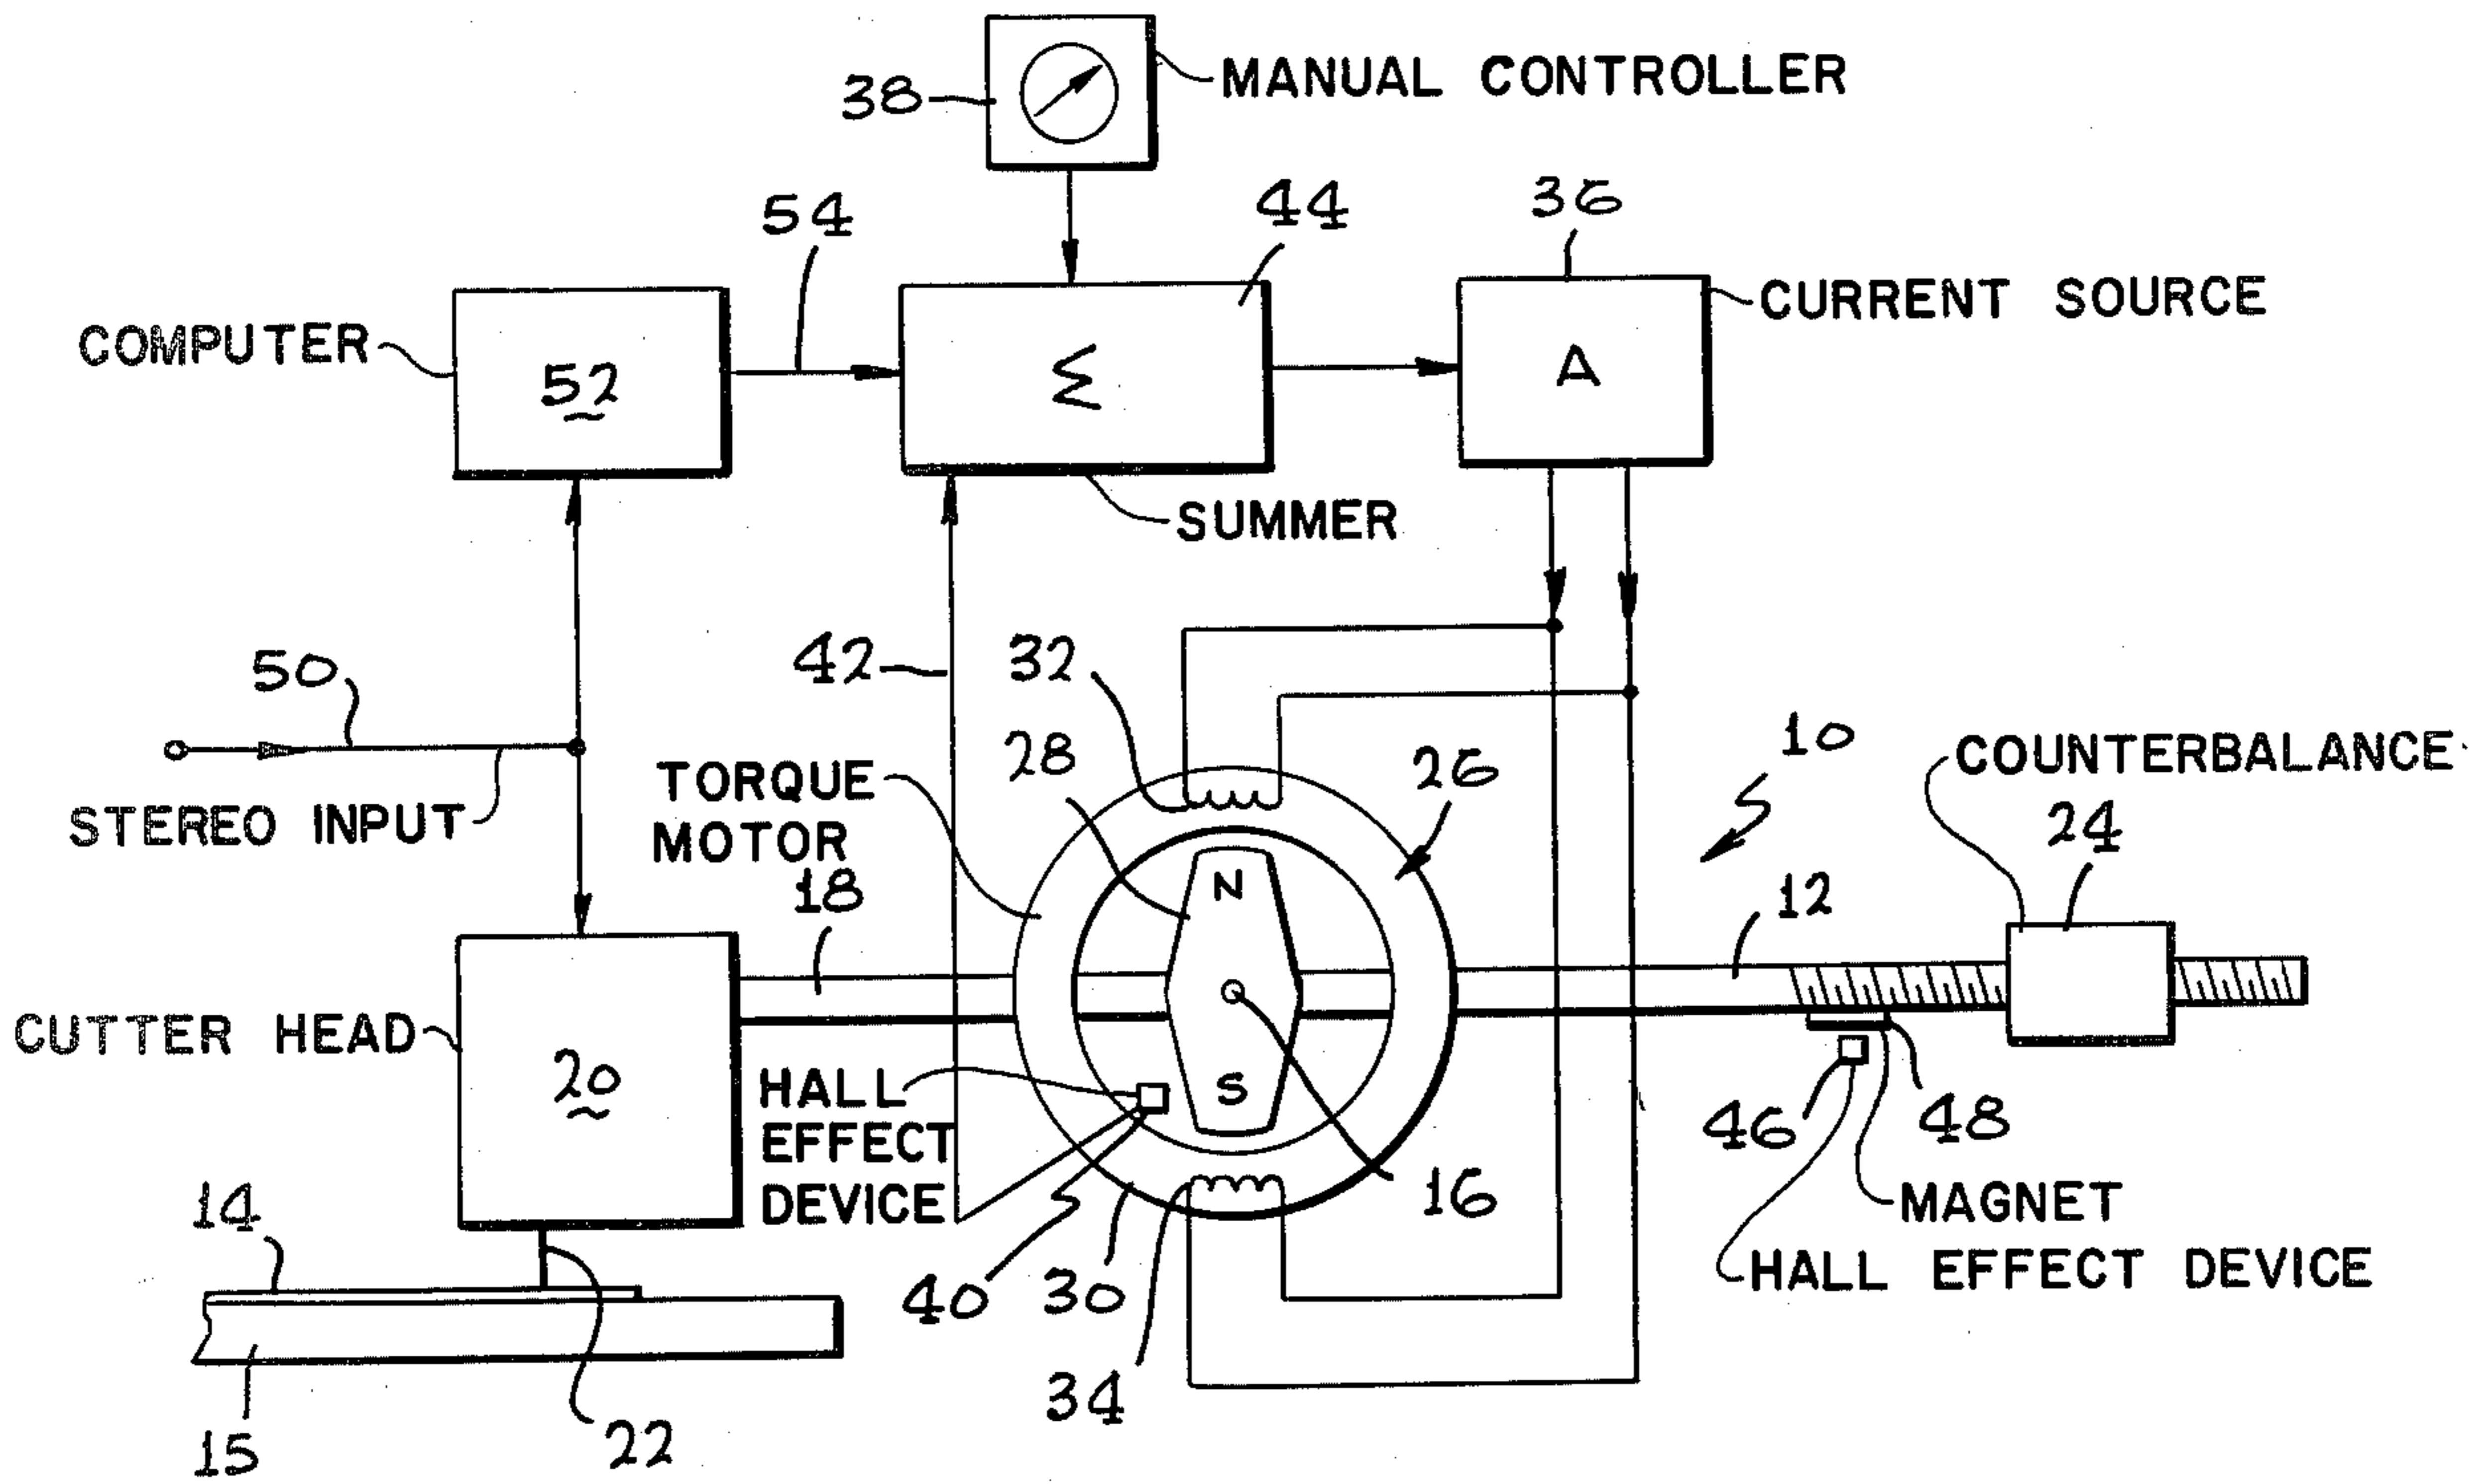 38
MANUAL CONTROLLER
54
44
36
COMPUTER
52
Σ
A
CURRENT SOURCE
SUMMER
50
STEREO INPUT
42
32
28
TORQUE
MOTOR
26
10
COUNTERBALANCE
24
18
N
12
CUTTER HEAD
20
HALL
EFFECT
DEVICE
S
46
48
16
MAGNET
HALL EFFECT DEVICE
14
40
30
34
15
22